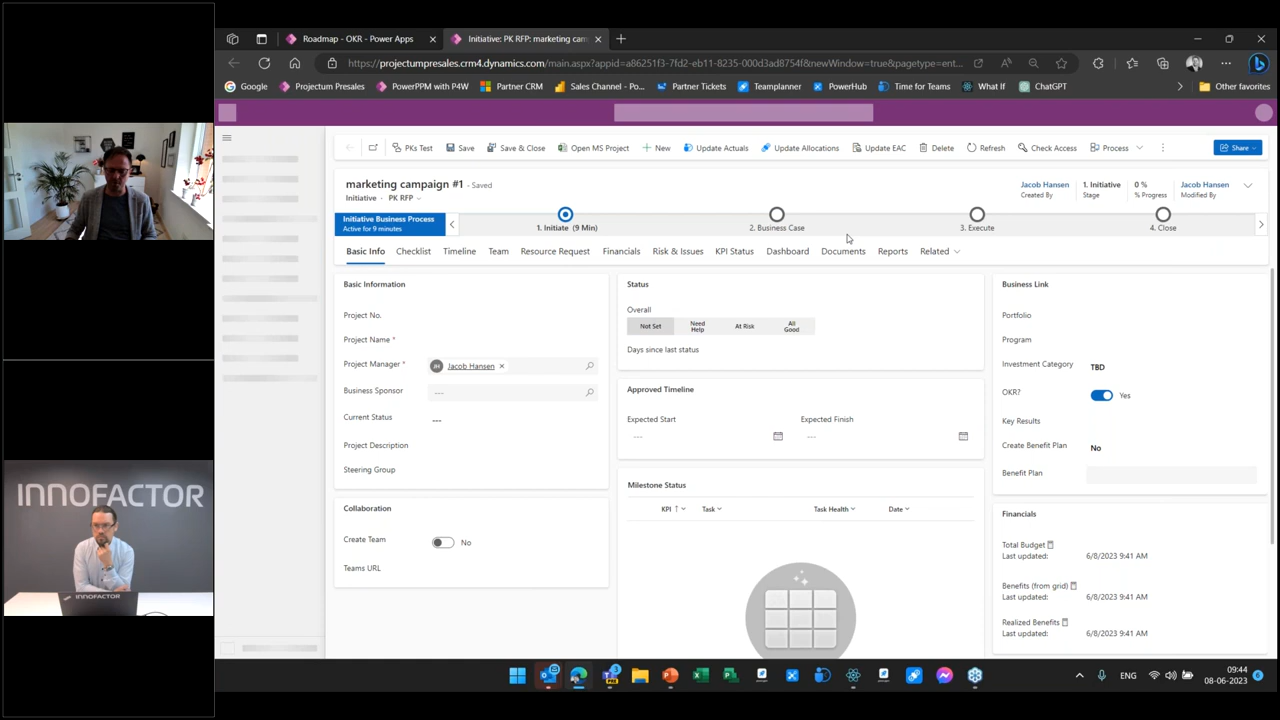 Roadmap - OKR - Power Apps
Initiative: PK RFP: marketing cam
https://projectumpresales.crm4.dynamics.com/main.aspx?appid=a86251f3-7fd2-eb11-8235-000d3ad8754f&newWindow=true&pagetype=ent...
Google
Projectum Presales
PowerPPM with P4W
Partner CRM
Sales Channel - Po...
Partner Tickets
Teamplanner
PowerHub
Time for Teams
What If
ChatGPT
Other favorites
PKs Test
Save
Save & Close
Open MS Project
New
Update Actuals
Update Allocations
Update EAC
Delete
Refresh
Check Access
Process
Share
marketing campaign #1 - Saved
Initiative · PK RFP
Jacob Hansen
Created By
1. Initiative
Stage
0 %
% Progress
Jacob Hansen
Modified By
Initiative Business Process
Active for 9 minutes
1. Initiate (9 Min)
2. Business Case
3. Execute
4. Close
Basic Info
Checklist
Timeline
Team
Resource Request
Financials
Risk & Issues
KPI Status
Dashboard
Documents
Reports
Related
Basic Information
Project No.
Project Name *
Project Manager *
JH Jacob Hansen
Business Sponsor
---
Current Status
---
Project Description
Steering Group
Collaboration
Create Team
No
Teams URL
Status
Overall
Not Set
Need Help
At Risk
All Good
Days since last status
Approved Timeline
Expected Start
Expected Finish
---
---
Milestone Status
KPI
Task
Task Health
Date
Business Link
Portfolio
Program
Investment Category
TBD
OKR?
Yes
Key Results
Create Benefit Plan
No
Benefit Plan
Financials
Total Budget
Last updated:
6/8/2023 9:41 AM
Benefits (from grid)
Last updated:
6/8/2023 9:41 AM
Realized Benefits
Last updated:
6/8/2023 9:41 AM
INNOFACTOR
INNOFACTOR
ENG
09:44
08-06-2023